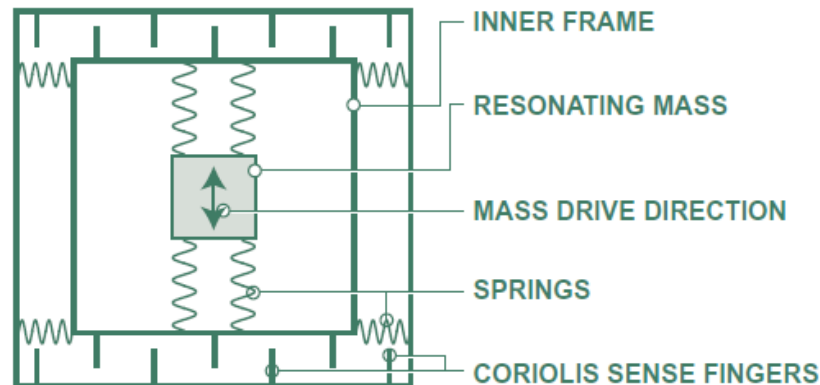 INNER FRAME
RESONATING MASS
MASS DRIVE DIRECTION
SPRINGS
CORIOLIS SENSE FINGERS